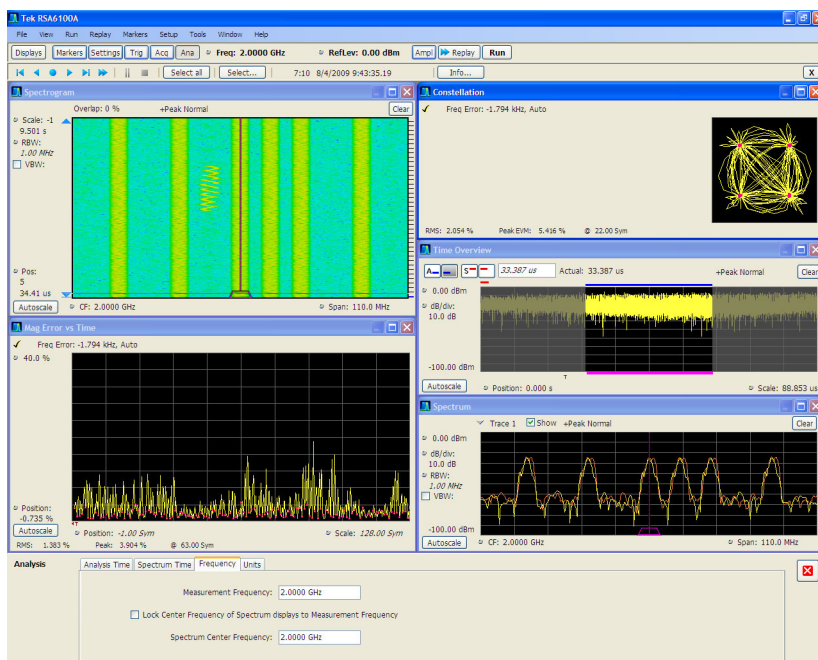 Tek RSA6100A
File View Run Replay Markers Setup Tools Window Help
Displays Markers Settings Trig Acq Ana Freq: 2.0000 GHz RefLev: 0.00 dBm Ampl Replay Run
Select all Select... 7:10 8/4/2009 9:43:35.19 Info... X
Spectrogram
Overlap: 0 % +Peak Normal Clear
Scale: -1
9.501 s
RBW:
1.00 MHz
VBW:
Pos:
5
34.41 us
Autoscale CF: 2.0000 GHz Span: 110.0 MHz
Constellation
Freq Error: -1.794 kHz, Auto
RMS: 2.054 % Peak EVM: 5.416 % @ 22.00 Sym
Time Overview
A S 33.387 us Actual: 33.387 us +Peak Normal Clear
0.00 dBm
dB/div:
10.0 dB
-100.00 dBm
T
Autoscale Position: 0.000 s Scale: 88.853 us
Mag Error vs Time
Freq Error: -1.794 kHz, Auto
40.0 %
Position:
-0.735 %
T
Autoscale Position: -1.00 Sym Scale: 128.00 Sym
RMS: 1.383 % Peak: 3.904 % @ 63.00 Sym
Spectrum
Trace 1 Show +Peak Normal Clear
0.00 dBm
dB/div:
10.0 dB
RBW:
1.00 MHz
VBW:
-100.00 dBm
Autoscale CF: 2.0000 GHz Span: 110.0 MHz
Analysis
Analysis Time Spectrum Time Frequency Units
Measurement Frequency: 2.0000 GHz
Lock Center Frequency of Spectrum displays to Measurement Frequency
Spectrum Center Frequency: 2.0000 GHz